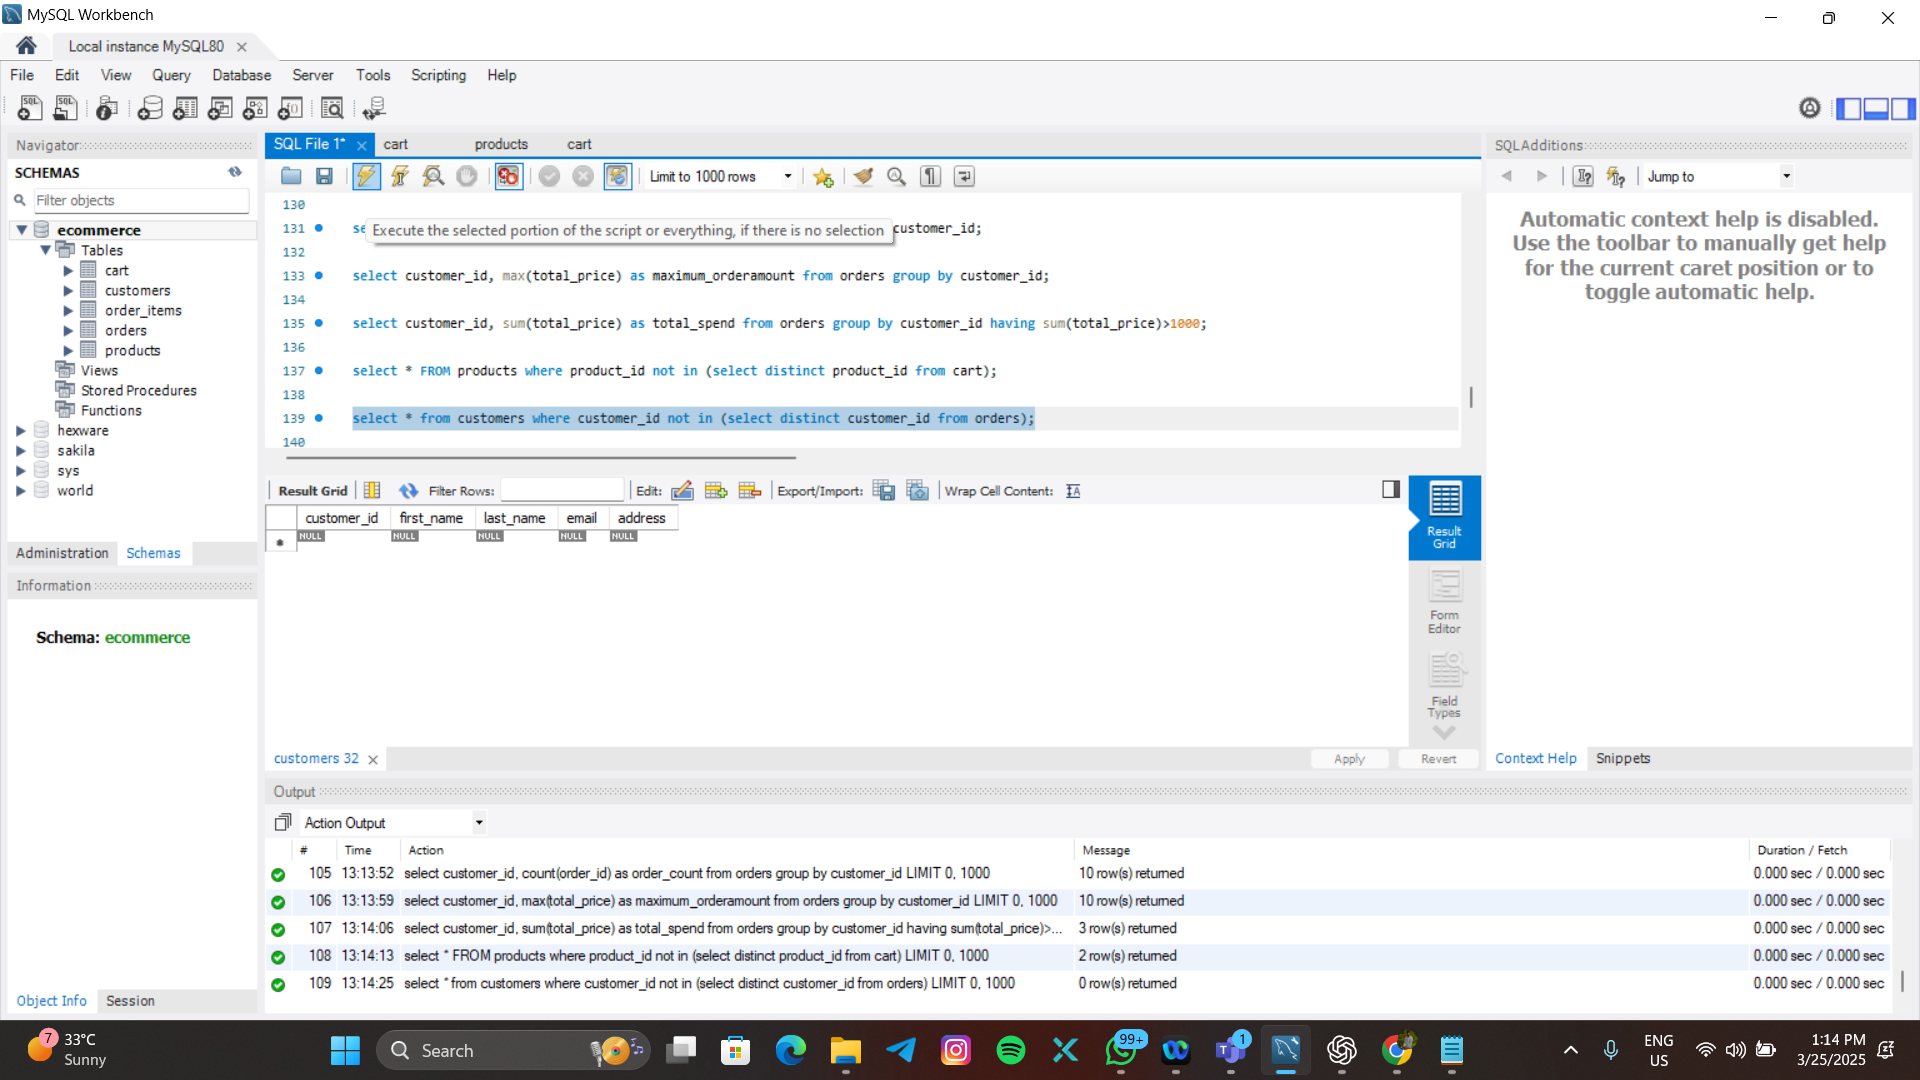 MySQL Workbench
Local instance MySQL80
File Edit View Query Database Server Tools Scripting Help
Navigator
SCHEMAS
Filter objects
ecommerce
Tables
cart
customers
order_items
orders
products
Views
Stored Procedures
Functions
hexware
sakila
sys
world
Administration Schemas
Information
Schema: ecommerce
Object Info Session
SQL File 1* cart products cart
Limit to 1000 rows
130
131 se customer_id;
Execute the selected portion of the script or everything, if there is no selection
132
133 select customer_id, max(total_price) as maximum_orderamount from orders group by customer_id;
134
135 select customer_id, sum(total_price) as total_spend from orders group by customer_id having sum(total_price)>1000;
136
137 select * FROM products where product_id not in (select distinct product_id from cart);
138
139 select * from customers where customer_id not in (select distinct customer_id from orders);
140
Result Grid Filter Rows: Edit: Export/Import: Wrap Cell Content:
customer_id first_name last_name email address
NULL NULL NULL NULL NULL
Result Grid
Form Editor
Field Types
customers 32 Apply Revert
SQLAdditions
Jump to
Automatic context help is disabled.
Use the toolbar to manually get help
for the current caret position or to
toggle automatic help.
Context Help Snippets
Output
Action Output
# Time Action Message Duration / Fetch
105 13:13:52 select customer_id, count(order_id) as order_count from orders group by customer_id LIMIT 0, 1000 10 row(s) returned 0.000 sec / 0.000 sec
106 13:13:59 select customer_id, max(total_price) as maximum_orderamount from orders group by customer_id LIMIT 0, 1000 10 row(s) returned 0.000 sec / 0.000 sec
107 13:14:06 select customer_id, sum(total_price) as total_spend from orders group by customer_id having sum(total_price)>... 3 row(s) returned 0.000 sec / 0.000 sec
108 13:14:13 select * FROM products where product_id not in (select distinct product_id from cart) LIMIT 0, 1000 2 row(s) returned 0.000 sec / 0.000 sec
109 13:14:25 select * from customers where customer_id not in (select distinct customer_id from orders) LIMIT 0, 1000 0 row(s) returned 0.000 sec / 0.000 sec
7 33°C
Sunny
Search
99+
1
ENG
US
1:14 PM
3/25/2025